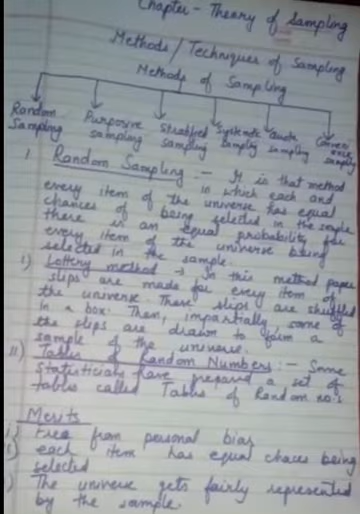 Chapter - Theory of Sampling
Methods / Techniques of Sampling
Methods of Sampling
Random Sampling
Purposive sampling
Stratified sampling
Systematic sampling
Quota sampling
Convenience sampling
1. Random Sampling - It is that method
in which each and
every item of the universe has equal
chances of being selected in the sample
there is an equal probability for
every item of the universe being
selected in the sample.
i) Lottery method → In this method paper
slips are made for every item of
the universe. These slips are shuffled
in a box. Then, impartially some of
the slips are drawn to form a
sample of the universe.
ii) Tables of Random Numbers :- Some
Statisticians have prepared a set of
tables called Tables of Random no.s
Merits
i) Free from personal bias
ii) each item has equal chaces being
selected
) The universe gets fairly represented
by the sample.